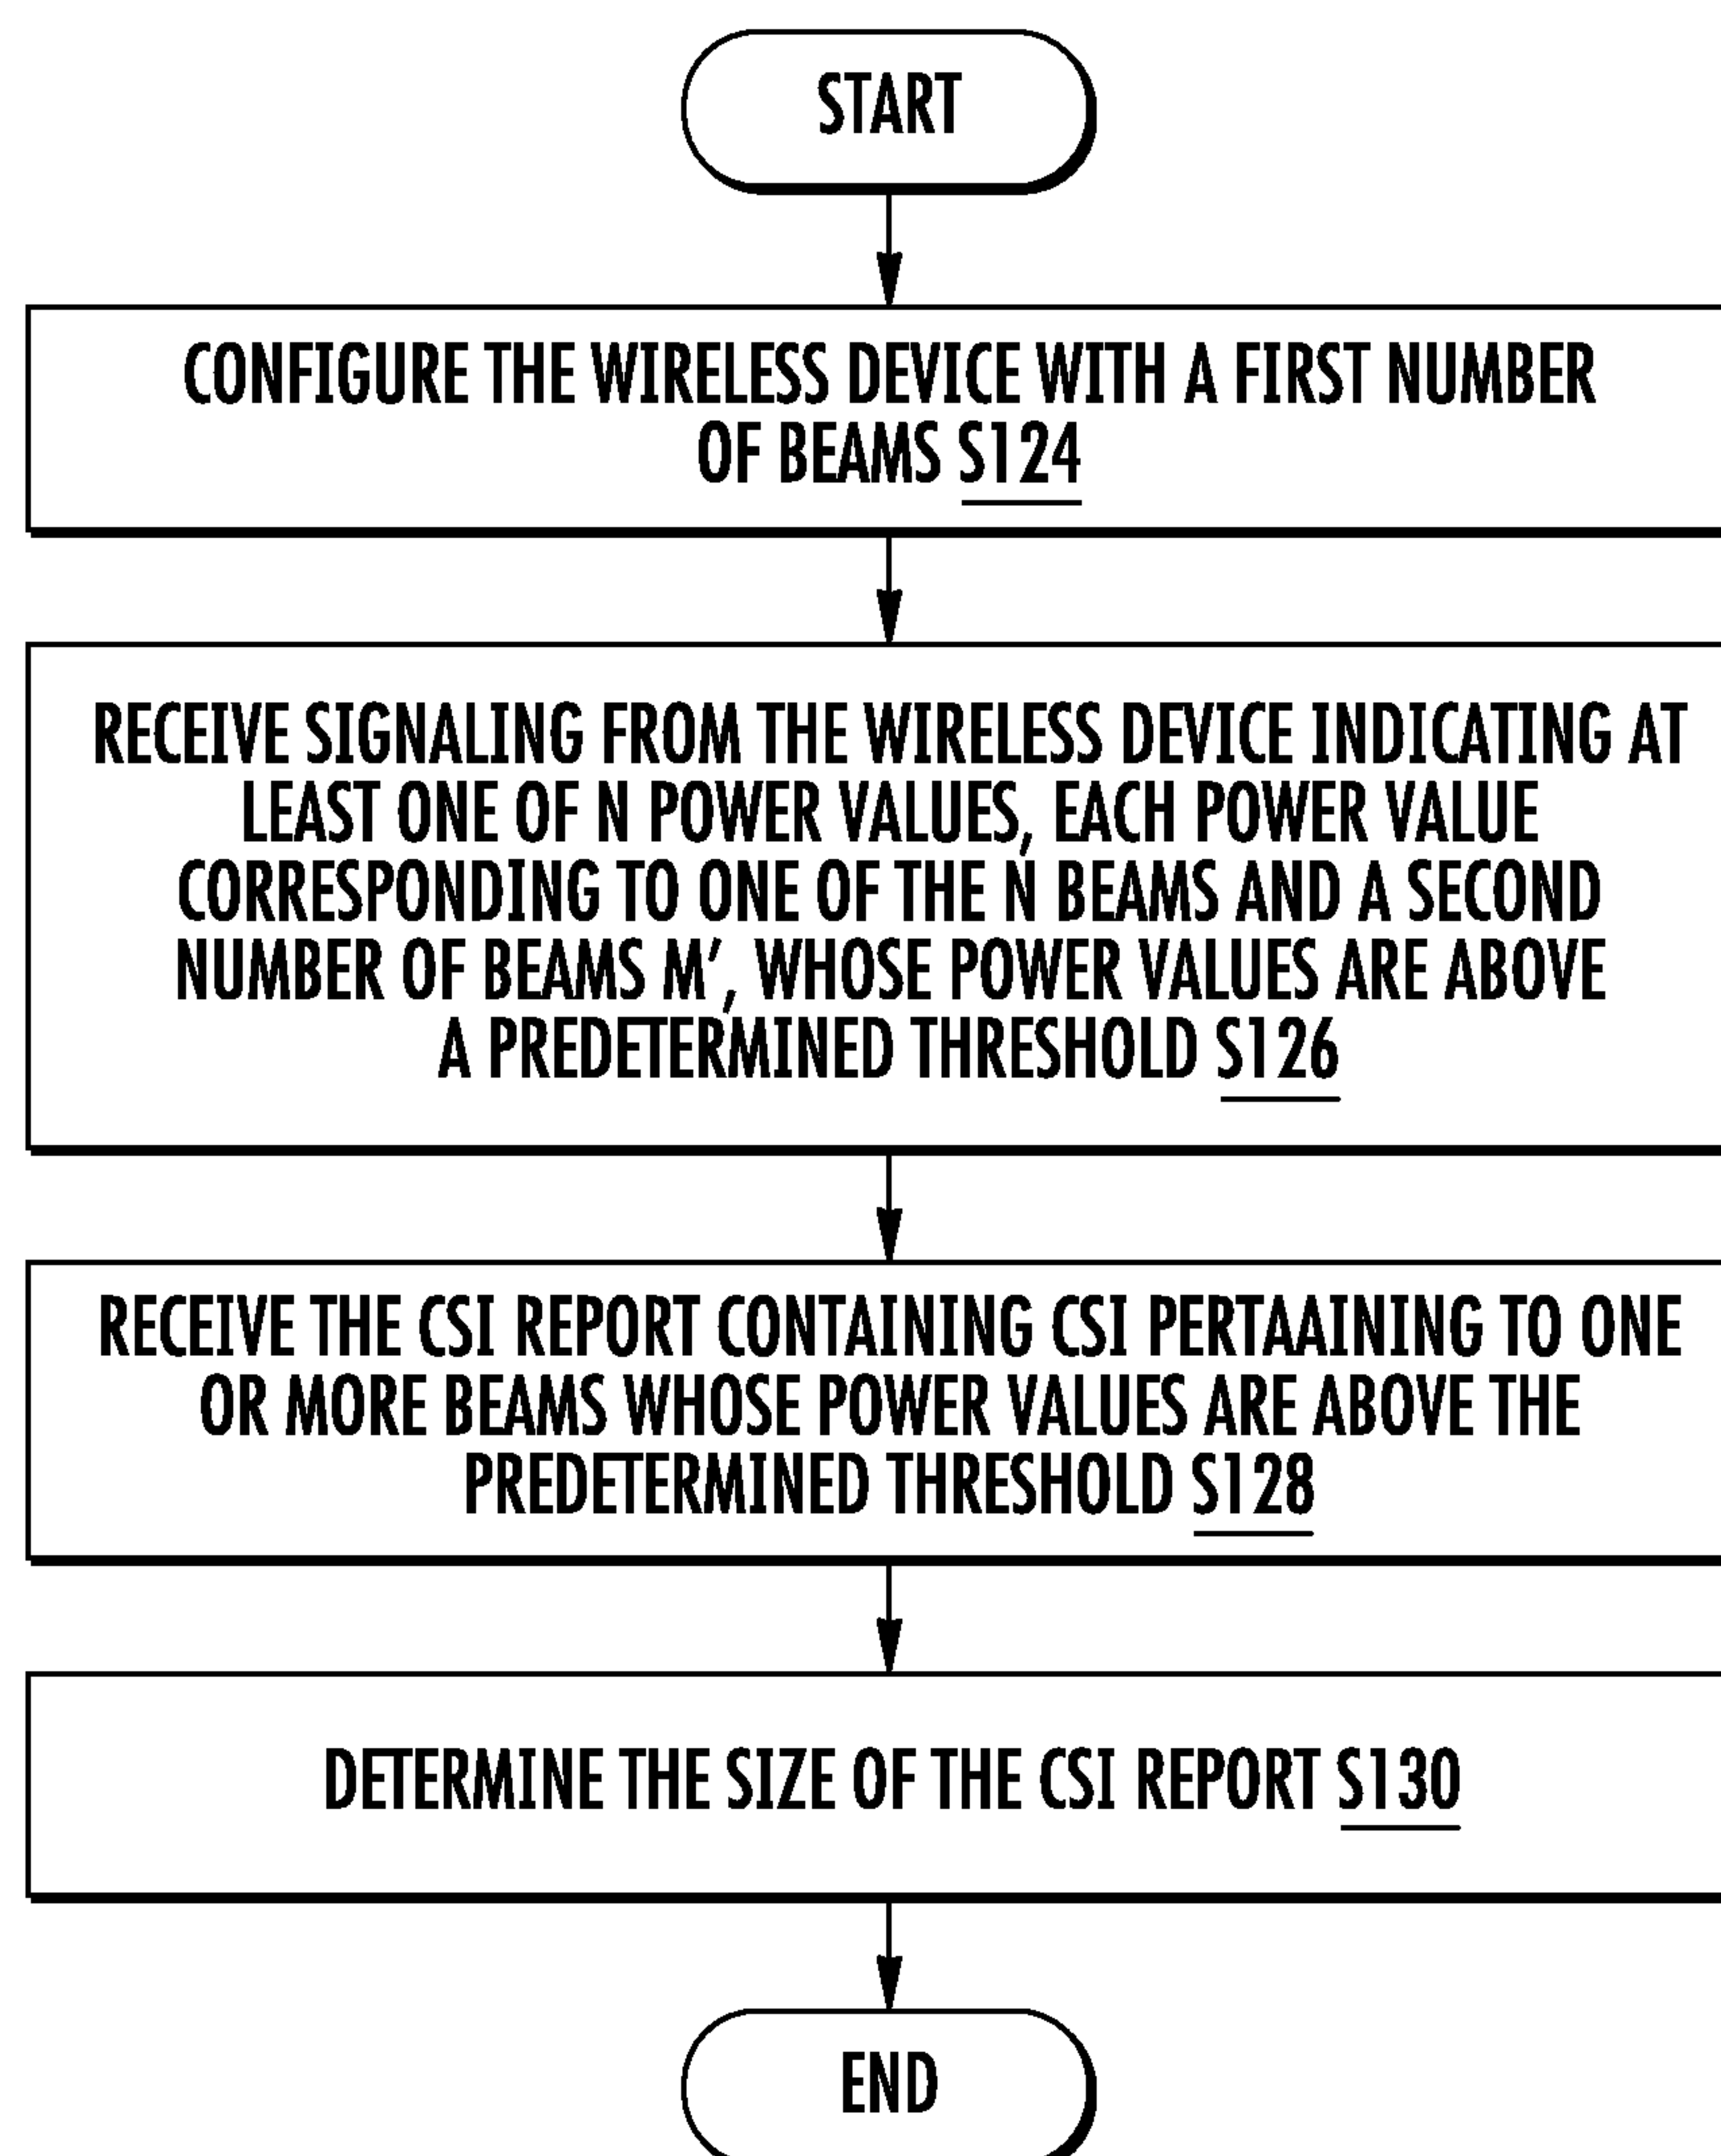 START
CONFIGURE THE WIRELESS DEVICE WITH A FIRST NUMBER
OF BEAMS S124
RECEIVE SIGNALING FROM THE WIRELESS DEVICE INDICATING AT
LEAST ONE OF N POWER VALUES, EACH POWER VALUE
CORRESPONDING TO ONE OF THE N BEAMS AND A SECOND
NUMBER OF BEAMS M', WHOSE POWER VALUES ARE ABOVE
A PREDETERMINED THRESHOLD S126
RECEIVE THE CSI REPORT CONTAINING CSI PERTAAINING TO ONE
OR MORE BEAMS WHOSE POWER VALUES ARE ABOVE THE
PREDETERMINED THRESHOLD S128
DETERMINE THE SIZE OF THE CSI REPORT S130
END